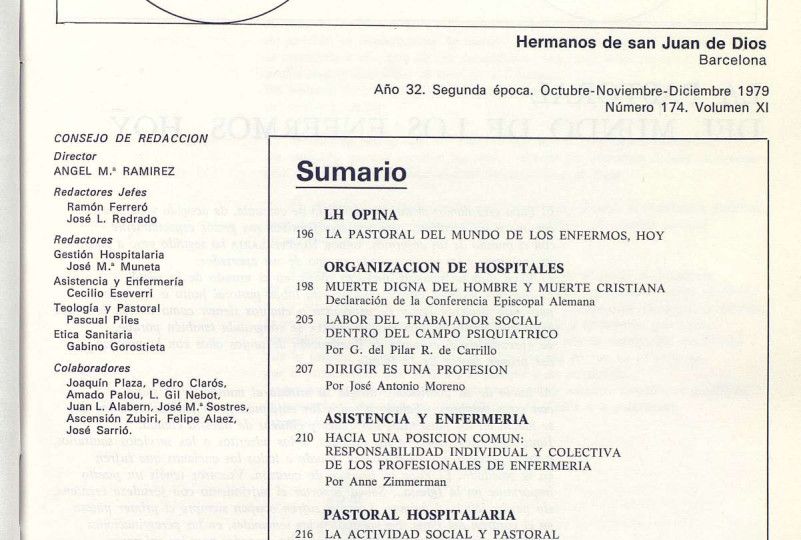 Hermanos de san Juan de Dios
Barcelona
Año 32. Segunda época. Octubre-Noviembre-Diciembre 1979
Número 174. Volumen XI
CONSEJO DE REDACCION
Director
ANGEL M.ª RAMIREZ
Redactores Jefes
Ramón Ferreró
José L. Redrado
Redactores
Gestión Hospitalaria
José M.ª Muneta
Asistencia y Enfermería
Cecilio Eseverri
Teología y Pastoral
Pascual Piles
Etica Sanitaria
Gabino Gorostieta
Colaboradores
Joaquín Plaza, Pedro Clarós,
Amado Palou, L. Gil Nebot,
Juan L. Alabern, José M.ª Sostres,
Ascensión Zubiri, Felipe Alaez,
José Sarrió.
Sumario
LH OPINA
196 LA PASTORAL DEL MUNDO DE LOS ENFERMOS, HOY
ORGANIZACION DE HOSPITALES
198 MUERTE DIGNA DEL HOMBRE Y MUERTE CRISTIANA
Declaración de la Conferencia Episcopal Alemana
205 LABOR DEL TRABAJADOR SOCIAL
DENTRO DEL CAMPO PSIQUIATRICO
Por G. del Pilar R. de Carrillo
207 DIRIGIR ES UNA PROFESION
Por José Antonio Moreno
ASISTENCIA Y ENFERMERIA
210 HACIA UNA POSICION COMUN:
RESPONSABILIDAD INDIVIDUAL Y COLECTIVA
DE LOS PROFESIONALES DE ENFERMERIA
Por Anne Zimmerman
PASTORAL HOSPITALARIA
216 LA ACTIVIDAD SOCIAL Y PASTORAL